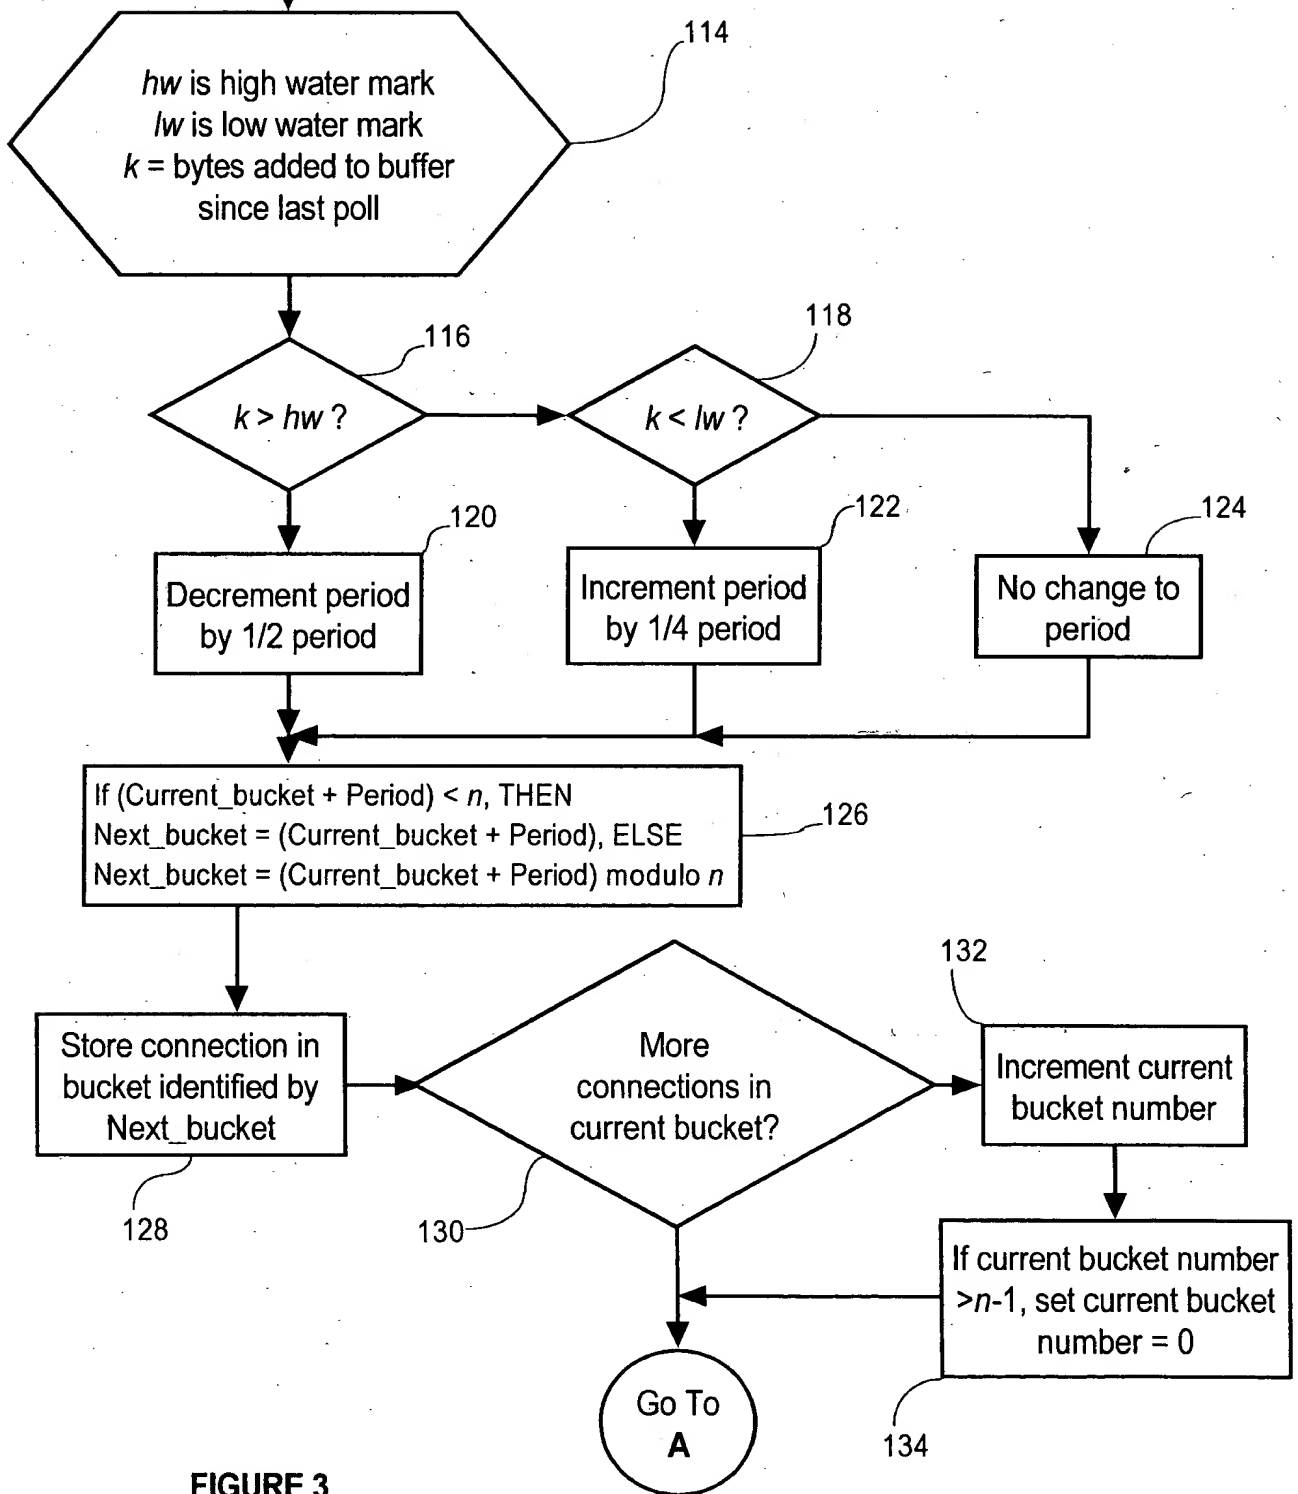 114
hw is high water mark
lw is low water mark
k = bytes added to buffer
since last poll
116
118
k > hw ?
k < lw ?
120
122
124
Decrement period
by 1/2 period
Increment period
by 1/4 period
No change to
period
If (Current_bucket + Period) < n, THEN
Next_bucket = (Current_bucket + Period), ELSE
Next_bucket = (Current_bucket + Period) modulo n
126
132
Store connection in
bucket identified by
Next_bucket
128
More
connections in
current bucket?
130
Increment current
bucket number
If current bucket number
>n-1, set current bucket
number = 0
134
Go To
A
FIGURE 3